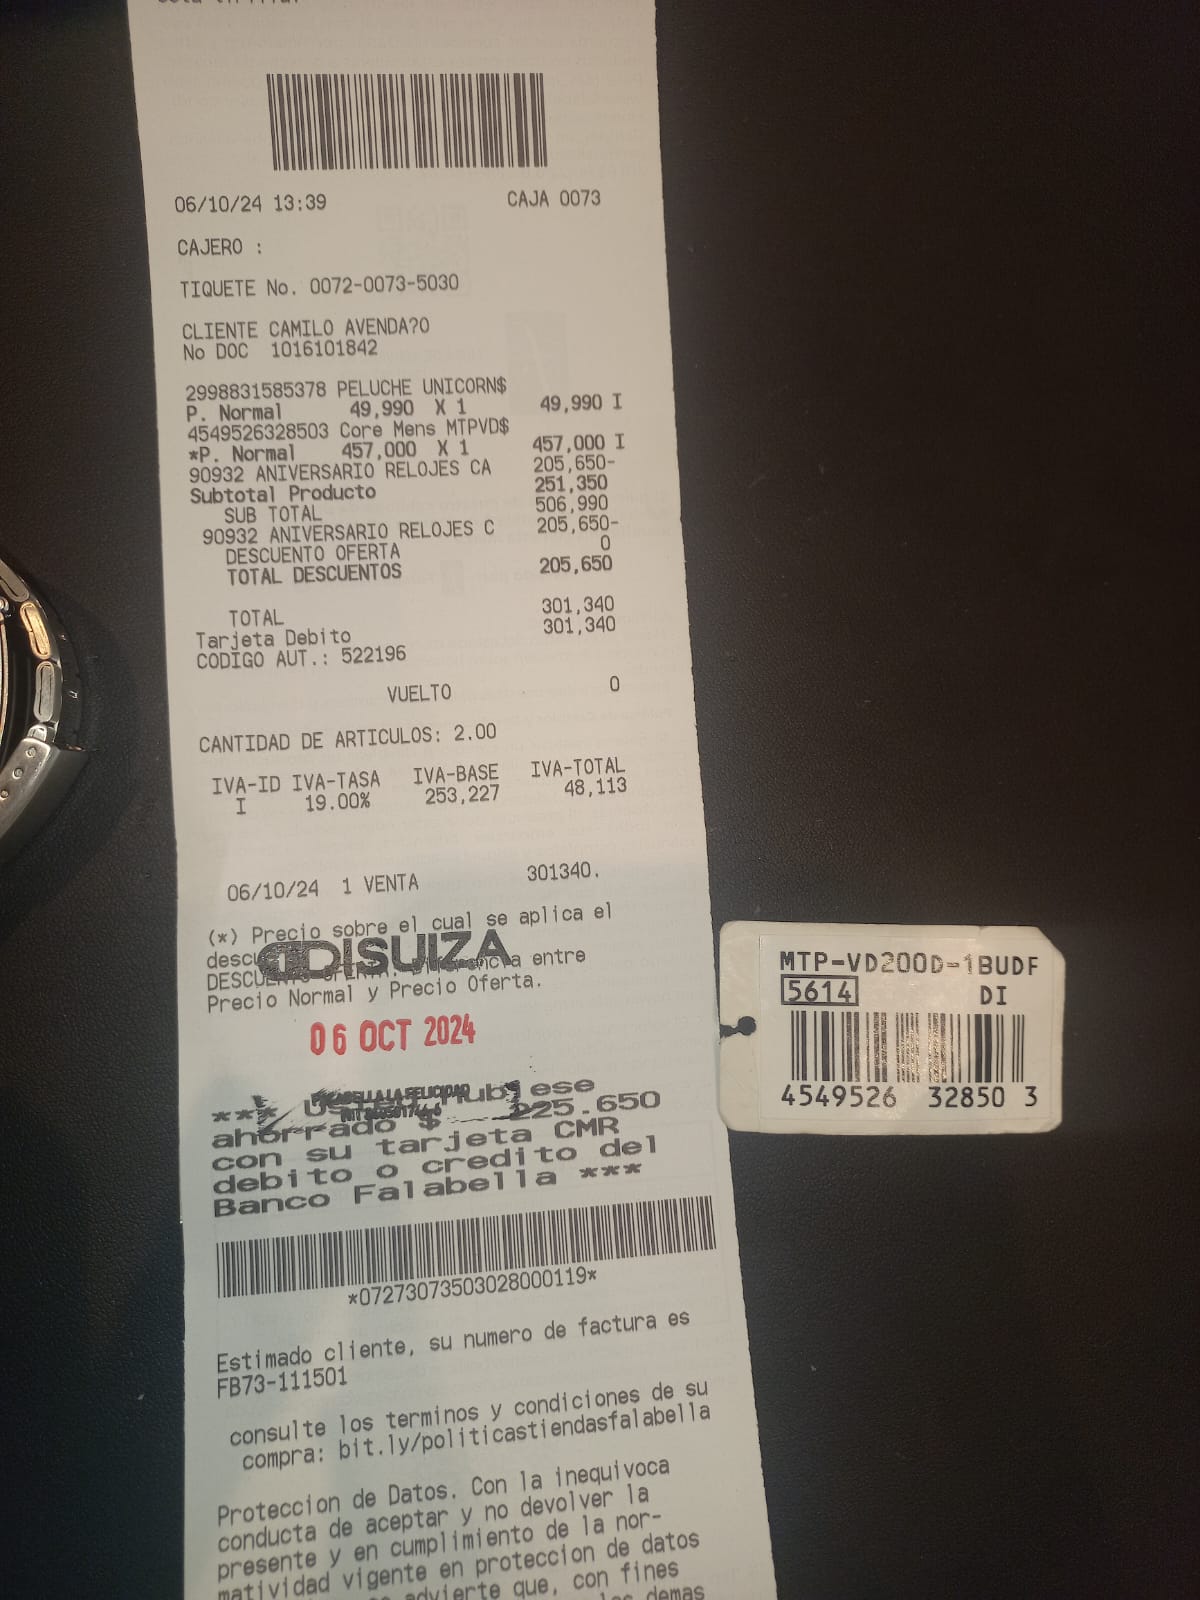 06/10/24 13:39 CAJA 0073
CAJERO :
TIQUETE No. 0072-0073-5030
CLIENTE CAMILO AVENDA?O
No DOC 1016101842
2998831585378 PELUCHE UNICORN$
P. Normal 49,990 X 1 49,990 I
4549526328503 Core Mens MTPVD$
*P. Normal 457,000 X 1 457,000 I
90932 ANIVERSARIO RELOJES CA 205,650-
Subtotal Producto 251,350
SUB TOTAL 506,990
90932 ANIVERSARIO RELOJES C 205,650-
DESCUENTO OFERTA 0
TOTAL DESCUENTOS 205,650
TOTAL 301,340
Tarjeta Debito 301,340
CODIGO AUT.: 522196
VUELTO 0
CANTIDAD DE ARTICULOS: 2.00
IVA-ID IVA-TASA IVA-BASE IVA-TOTAL
I 19.00% 253,227 48,113
06/10/24 1 VENTA 301340.
(*) Precio sobre el cual se aplica el
DISUIZA
entre
Precio Normal y Precio Oferta.
06 OCT 2024
FALABELLA LA FELICIDAD
ahorrado $ 225.650
con su tarjeta CMR
debito o credito del
Banco Falabella ***
*07273073503028000119*
Estimado cliente, su numero de factura es
FB73-111501
consulte los terminos y condiciones de su
compra: bit.ly/politicastiendasfalabella
Proteccion de Datos. Con la inequivoca
conducta de aceptar y no devolver la
presente y en cumplimiento de la nor-
matividad vigente en proteccion de datos
advierte que, con fines
demas
MTP-VD200D-1BUDF
5614 DI
4549526 32850 3